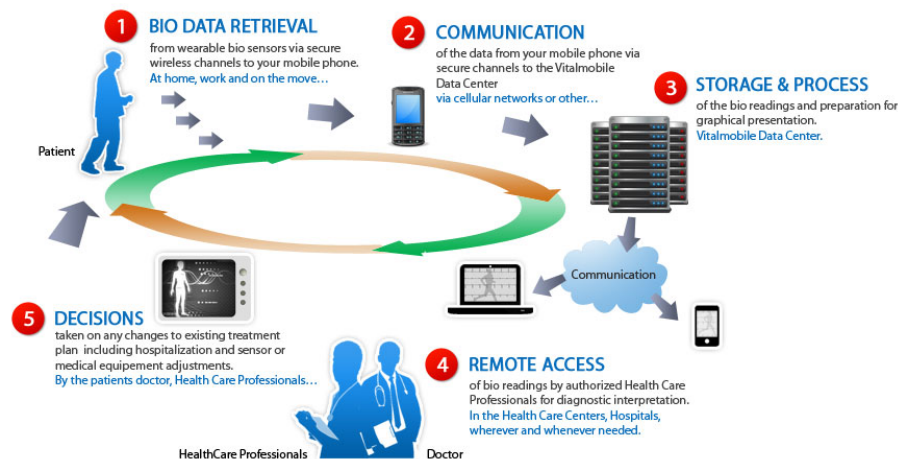 1 BIO DATA RETRIEVAL
from wearable bio sensors via secure
wireless channels to your mobile phone.
At home, work and on the move...
Patient
2 COMMUNICATION
of the data from your mobile phone via
secure channels to the Vitalmobile
Data Center
via cellular networks or other...
3 STORAGE & PROCESS
of the bio readings and preparation for
graphical presentation.
Vitalmobile Data Center.
Communication
4 REMOTE ACCESS
of bio readings by authorized Health Care
Professionals for diagnostic interpretation.
In the Health Care Centers, Hospitals,
wherever and whenever needed.
5 DECISIONS
taken on any changes to existing treatment
plan including hospitalization and sensor or
medical equipement adjustments.
By the patients doctor, Health Care Professionals...
HealthCare Professionals
Doctor